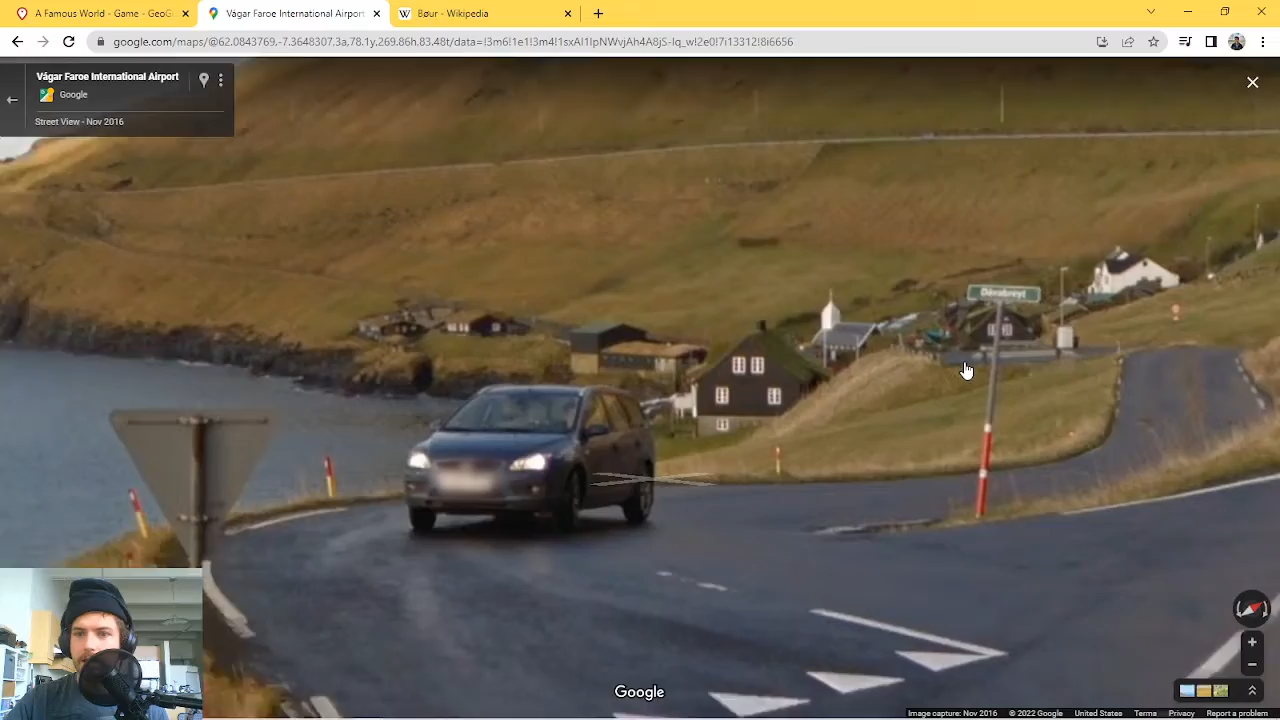 A Famous World - Game - GeoG
Vágar Faroe International Airport
Bøur - Wikipedia
google.com/maps/@62.0843769,-7.3648307,3a,78.1y,269.86h,83.48t/data=!3m6!1e1!3m4!1sxAI1IpNWvjAh4A8jS-Iq_w!2e0!7i13312!8i6656
Vágar Faroe International Airport
Google
Street View - Nov 2016
Google
Image capture: Nov 2016 © 2022 Google United States Terms Privacy Report a problem